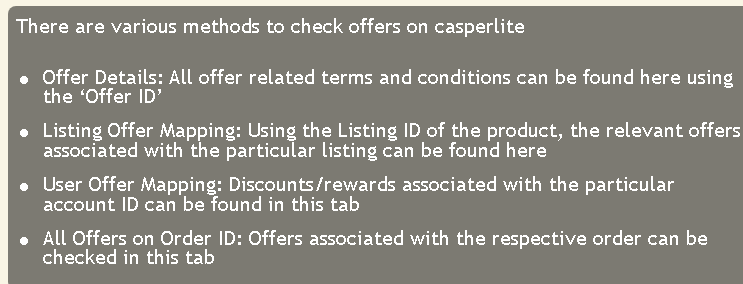 There are various methods to check offers on casperlite
● Offer Details: All offer related terms and conditions can be found here using
the ‘Offer ID’
● Listing Offer Mapping: Using the Listing ID of the product, the relevant offers
associated with the particular listing can be found here
● User Offer Mapping: Discounts/rewards associated with the particular
account ID can be found in this tab
● All Offers on Order ID: Offers associated with the respective order can be
checked in this tab